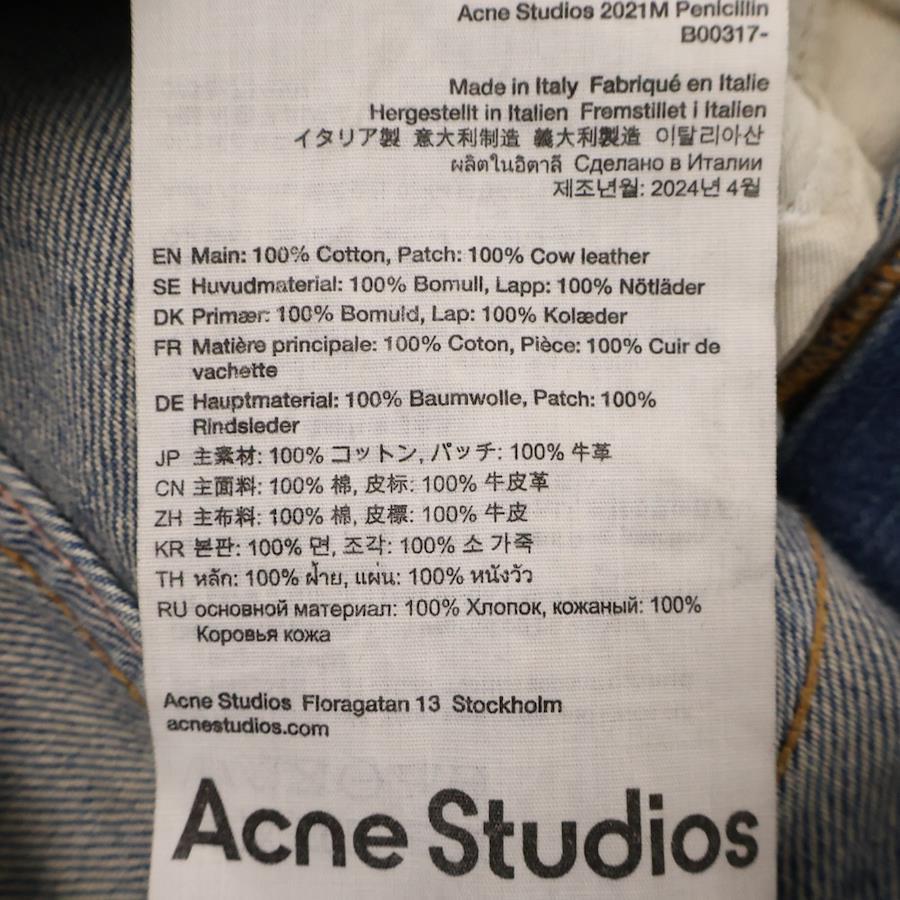 Acne Studios 2021M Penicillin
B00317-
Made in Italy Fabriqué en Italie
Hergestellt in Italien Fremstillet i Italien
イタリア製 意大利制造 義大利製造 이탈리아산
ผลิตในอิตาลี Сделано в Италии
제조년월: 2024년 4월
EN Main: 100% Cotton, Patch: 100% Cow leather
SE Huvudmaterial: 100% Bomull, Lapp: 100% Nötläder
DK Primær: 100% Bomuld, Lap: 100% Kolæder
FR Matière principale: 100% Coton, Pièce: 100% Cuir de
vachette
DE Hauptmaterial: 100% Baumwolle, Patch: 100%
Rindsleder
JP 主素材: 100% コットン, パッチ: 100% 牛革
CN 主面料: 100% 棉, 皮标: 100% 牛皮革
ZH 主布料: 100% 棉, 皮標: 100% 牛皮
KR 본판: 100% 면, 조각: 100% 소 가죽
TH หลัก: 100% ฝ้าย, แผ่น: 100% หนังวัว
RU основной материал: 100% Хлопок, кожаный: 100%
Коровья кожа
Acne Studios Floragatan 13 Stockholm
acnestudios.com
Acne Studios